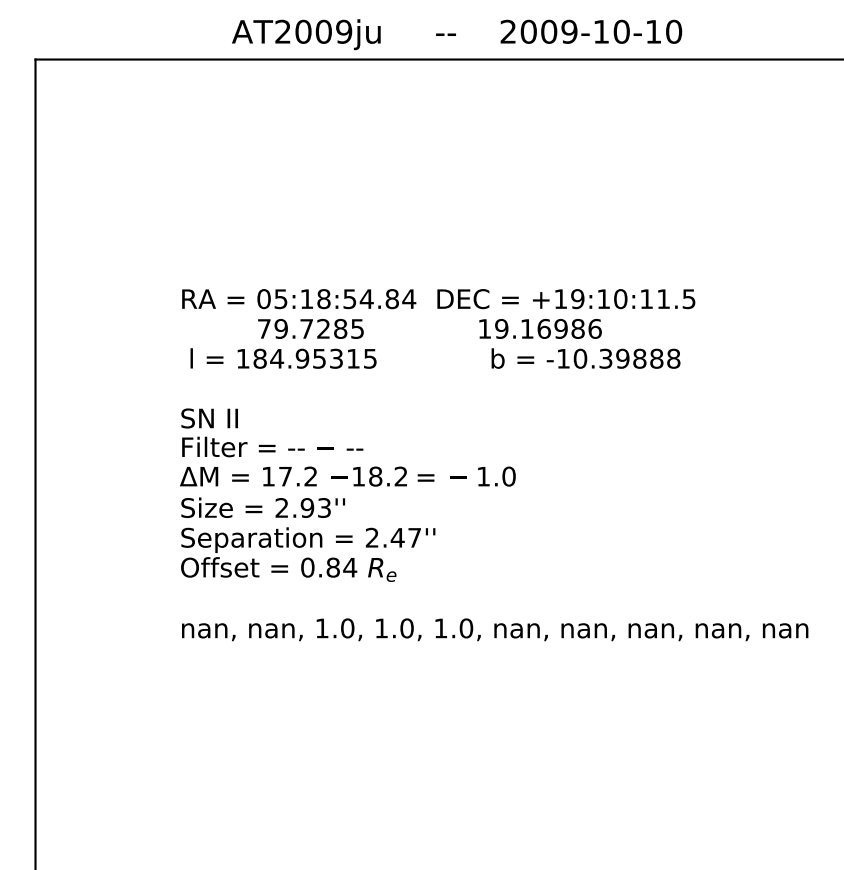 AT2009ju -- 2009-10-10
RA = 05:18:54.84 DEC = +19:10:11.5
79.7285 19.16986
l = 184.95315 b = -10.39888
SN II
Filter = -- − --
ΔM = 17.2 −18.2 = − 1.0
Size = 2.93''
Separation = 2.47''
Offset = 0.84 Re
nan, nan, 1.0, 1.0, 1.0, nan, nan, nan, nan, nan